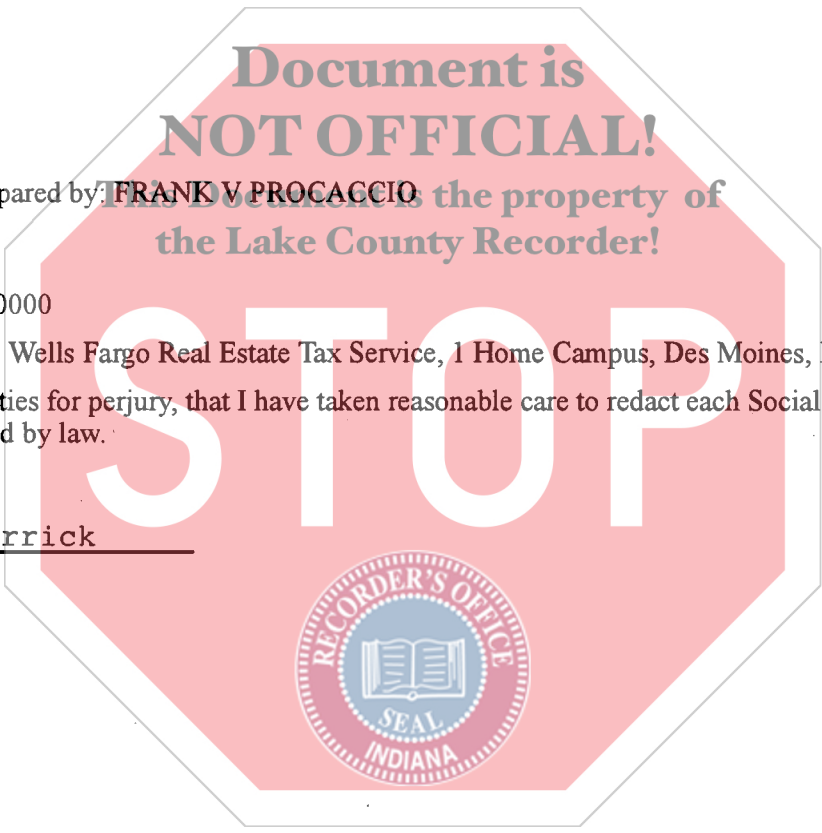 Document is
NOT OFFICIAL!
pared by: FRANK V PROCACCIO
This Document is the property of
the Lake County Recorder!
0000
Wells Fargo Real Estate Tax Service, 1 Home Campus, Des Moines,
ties for perjury, that I have taken reasonable care to redact each Social
d by law.
STOP
rrick
RECORDER'S OFFICE
SEAL
INDIANA